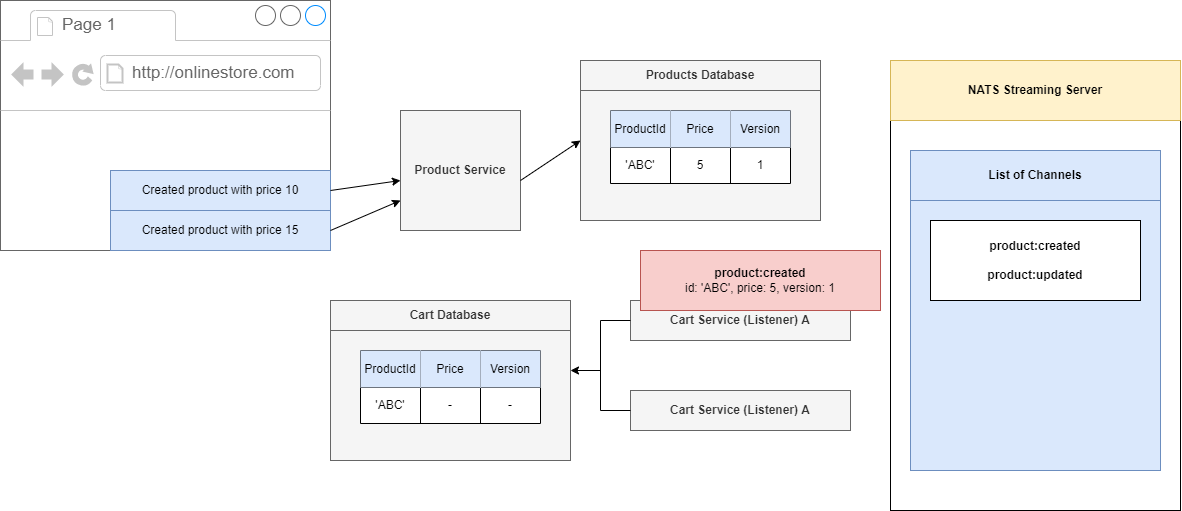 Page 1
http://onlinestore.com
Created product with price 10
Created product with price 15
Product Service
Products Database
ProductId Price Version
'ABC' 5 1
product:created
id: 'ABC', price: 5, version: 1
Cart Service (Listener) A
Cart Service (Listener) A
Cart Database
ProductId Price Version
'ABC' - -
NATS Streaming Server
List of Channels
product:created
product:updated